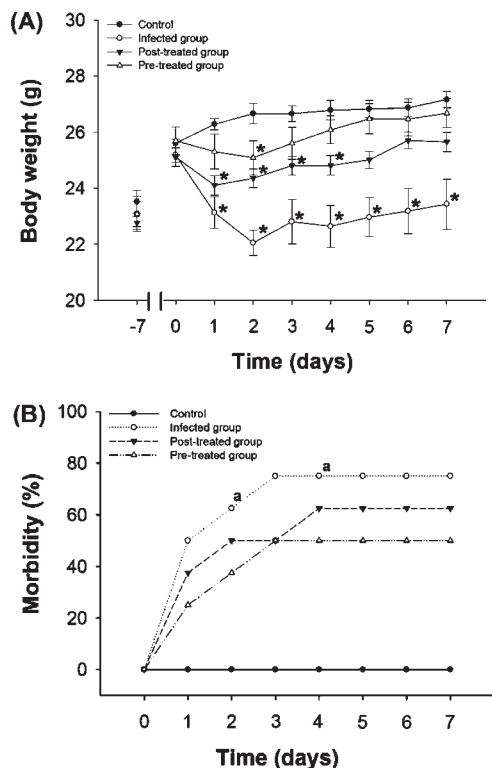 (A)
Control
Infected group
Post-treated group
Pre-treated group
Body weight (g)
30
28
26
24
22
20
* * * *
* * * * * * *
*
-7 0 1 2 3 4 5 6 7
Time (days)
(B)
Control
Infected group
Post-treated group
Pre-treated group
Morbidity (%)
100
80
60
40
20
0
a
a
0 1 2 3 4 5 6 7
Time (days)